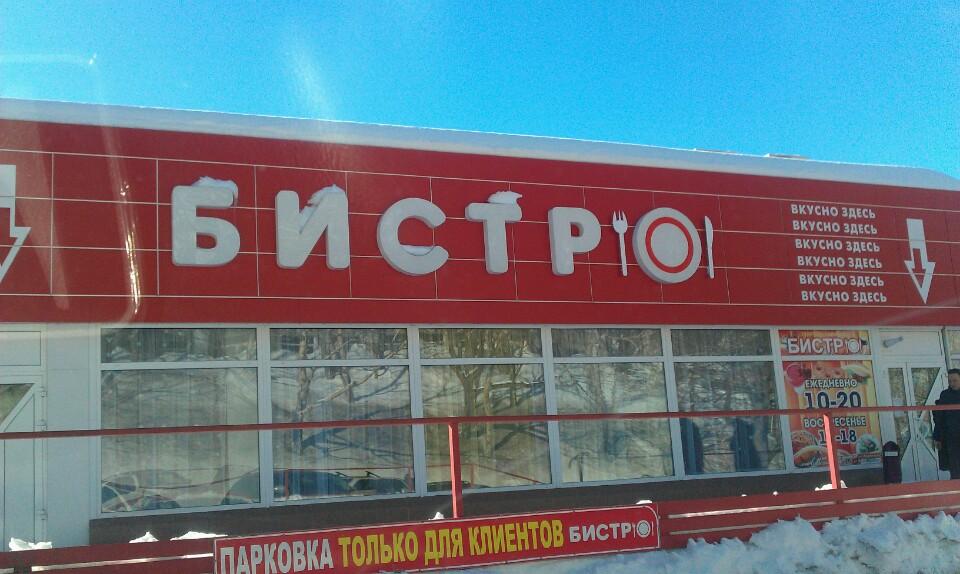 БИСТРО
ВКУСНО ЗДЕСЬ
ВКУСНО ЗДЕСЬ
ВКУСНО ЗДЕСЬ
ВКУСНО ЗДЕСЬ
ВКУСНО ЗДЕСЬ
ВКУСНО ЗДЕСЬ
БИСТРО
ЕЖЕДНЕВНО
10-20
ВОСКРЕСЕНЬЕ
ПАРКОВКА ТОЛЬКО ДЛЯ КЛИЕНТОВ БИСТРО